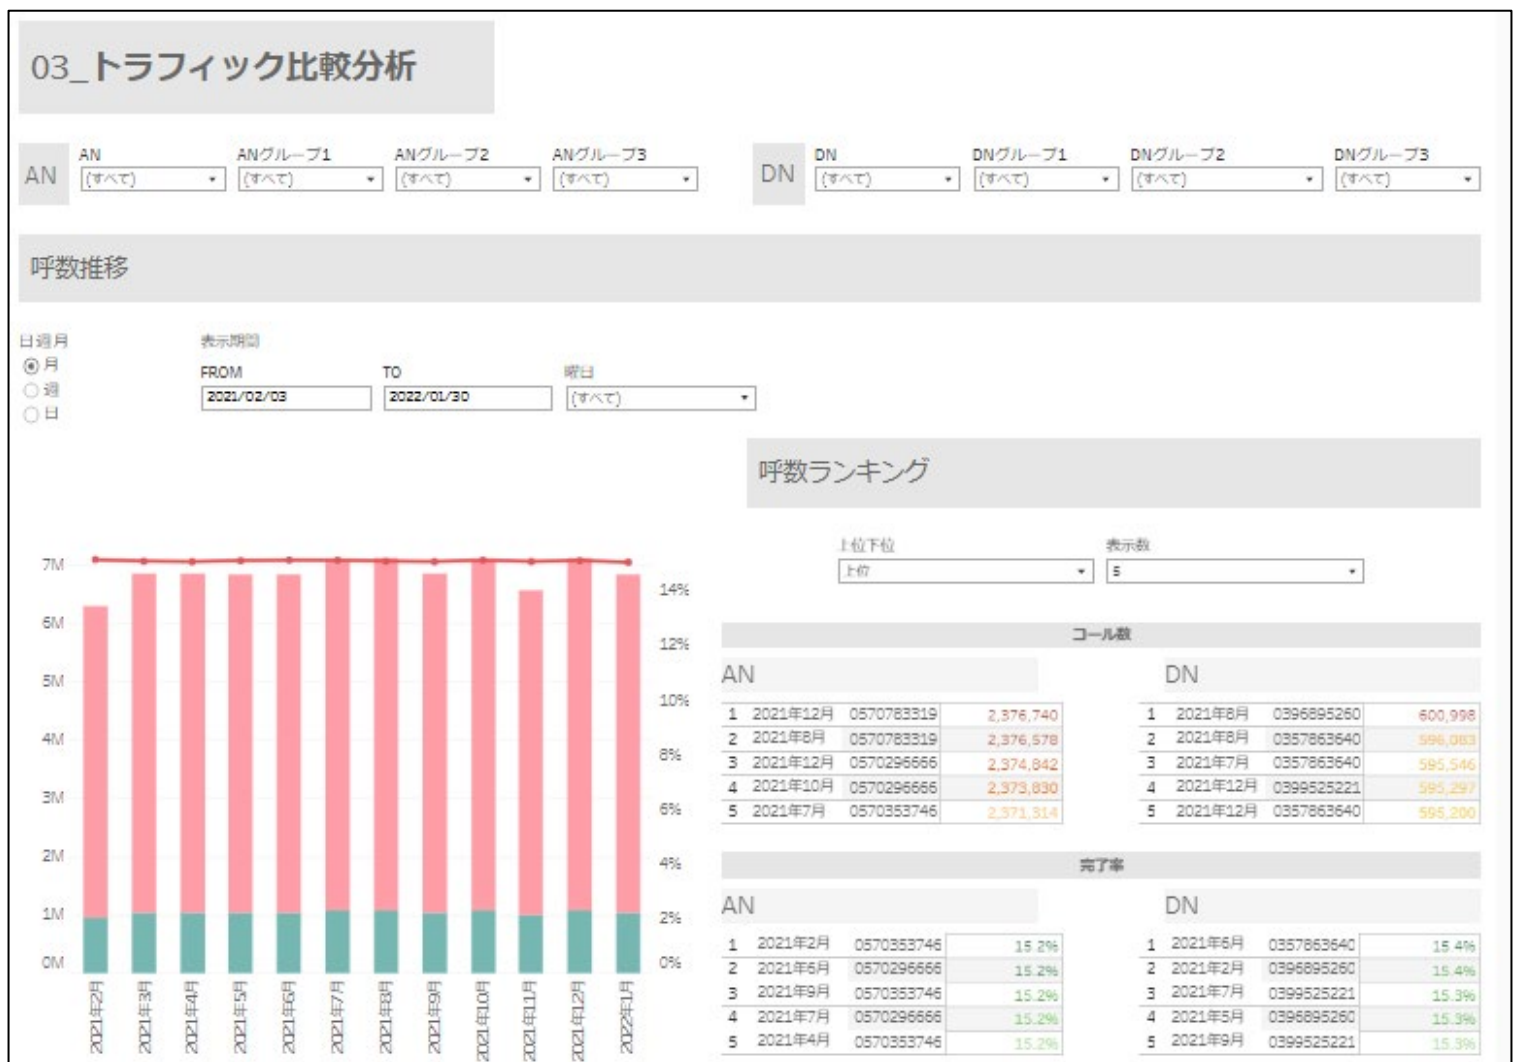 03_トラフィック比較分析
AN
AN ANグループ1 ANグループ2 ANグループ3
(すべて) (すべて) (すべて) (すべて)
DN
DN DNグループ1 DNグループ2 DNグループ3
(すべて) (すべて) (すべて) (すべて)
呼数推移
日週月
月
週
日
表示期間
FROM TO 曜日
2021/02/03 2022/01/30 (すべて)
7M
6M
5M
4M
3M
2M
1M
0M
14%
12%
10%
8%
6%
4%
2%
0%
2021年2月
2021年3月
2021年4月
2021年5月
2021年6月
2021年7月
2021年8月
2021年9月
2021年10月
2021年11月
2021年12月
2022年1月
呼数ランキング
上位下位 表示数
上位 5
コール数
AN
1 2021年12月 0570783319 2,376,740
2 2021年8月 0570783319 2,376,578
3 2021年12月 0570296666 2,374,842
4 2021年10月 0570296666 2,373,830
5 2021年7月 0570353746 2,371,314
DN
1 2021年8月 0396895260 600,998
2 2021年8月 0357863640 596,083
3 2021年7月 0357863640 595,546
4 2021年12月 0399525221 595,297
5 2021年12月 0357863640 595,200
完了率
AN
1 2021年2月 0570353746 15.2%
2 2021年6月 0570296666 15.2%
3 2021年9月 0570353746 15.2%
4 2021年7月 0570296666 15.2%
5 2021年4月 0570353746 15.2%
DN
1 2021年6月 0357863640 15.4%
2 2021年2月 0396895260 15.4%
3 2021年7月 0399525221 15.3%
4 2021年5月 0396895260 15.3%
5 2021年9月 0399525221 15.3%